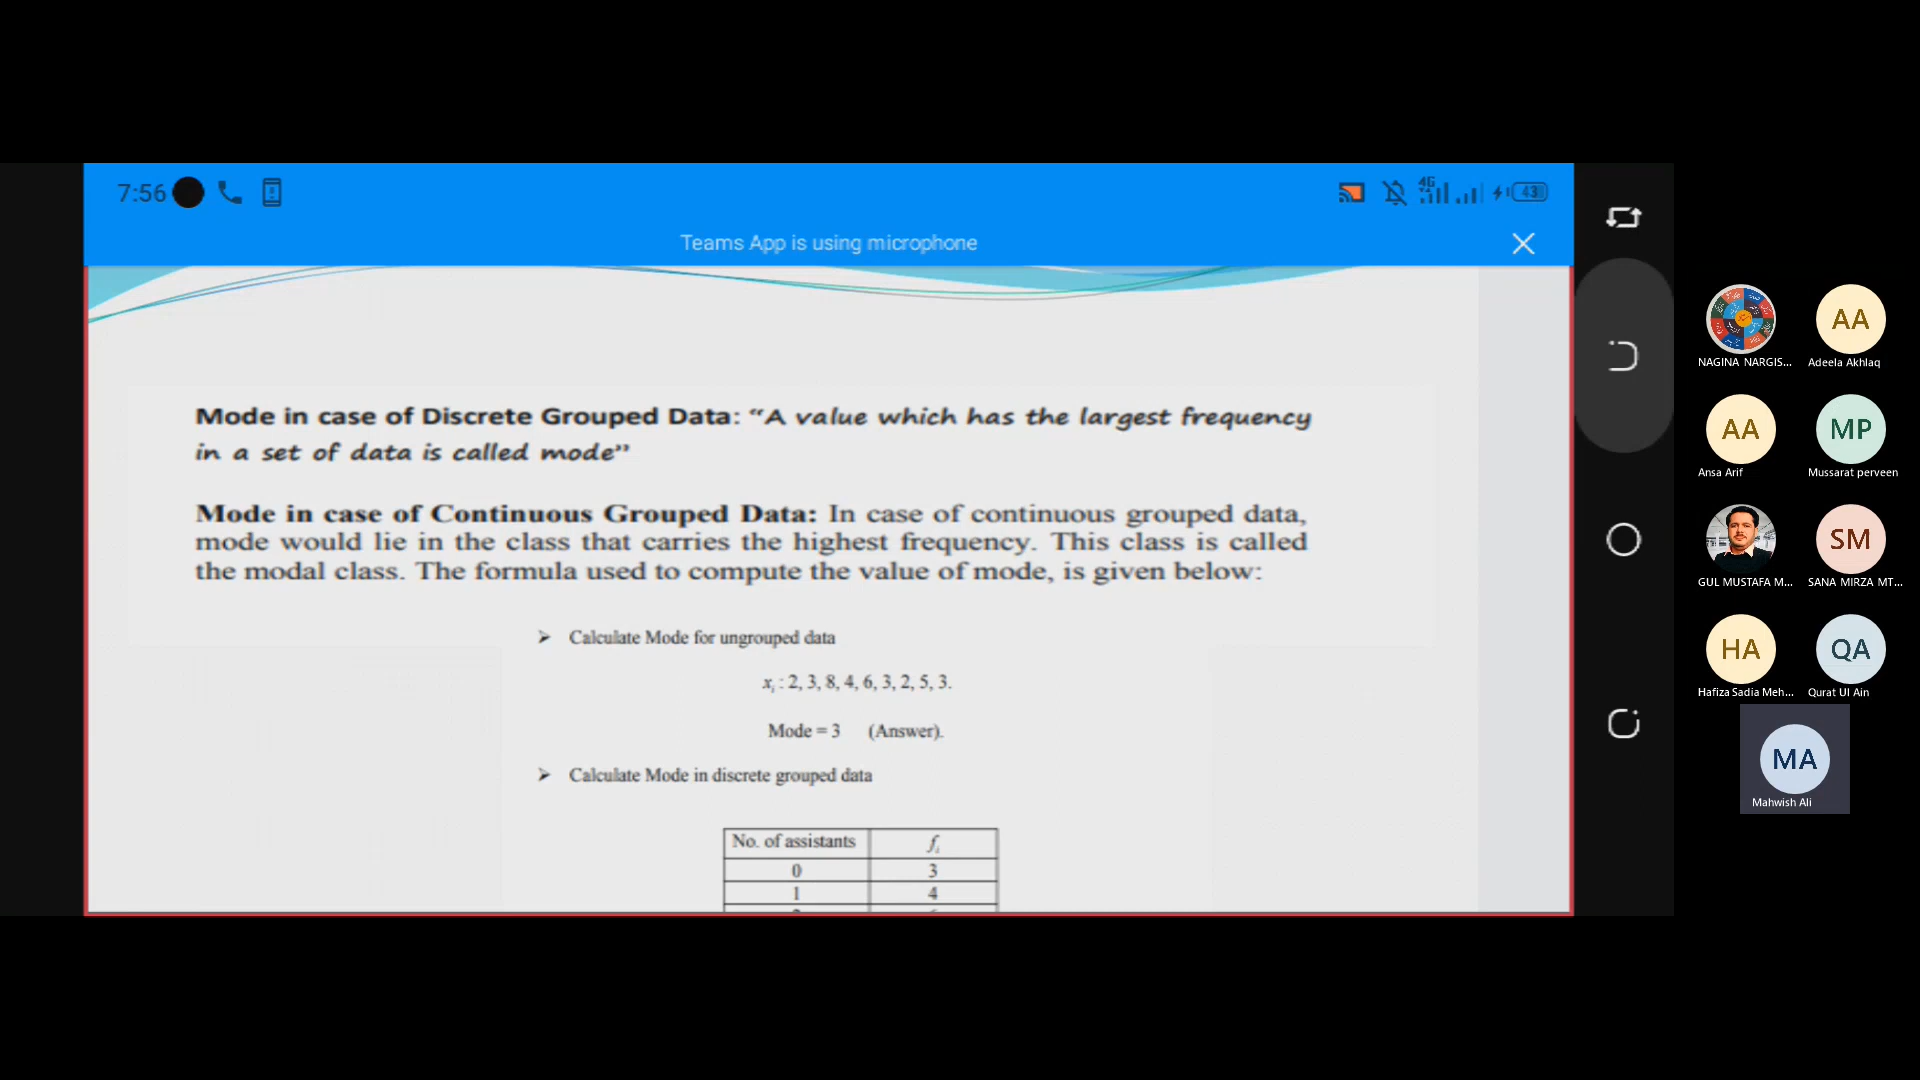 7:56
4G
43
Teams App is using microphone
Mode in case of Discrete Grouped Data: “A value which has the largest frequency
in a set of data is called mode”
Mode in case of Continuous Grouped Data: In case of continuous grouped data,
mode would lie in the class that carries the highest frequency. This class is called
the modal class. The formula used to compute the value of mode, is given below:
➢ Calculate Mode for ungrouped data
xᵢ : 2, 3, 8, 4, 6, 3, 2, 5, 3.
Mode = 3 (Answer).
➢ Calculate Mode in discrete grouped data
No. of assistants fᵢ
0 3
1 4
NAGINA NARGIS...
AA
Adeela Akhlaq
AA
Ansa Arif
MP
Mussarat perveen
GUL MUSTAFA M...
SM
SANA MIRZA MT...
HA
Hafiza Sadia Meh...
QA
Qurat Ul Ain
MA
Mahwish Ali